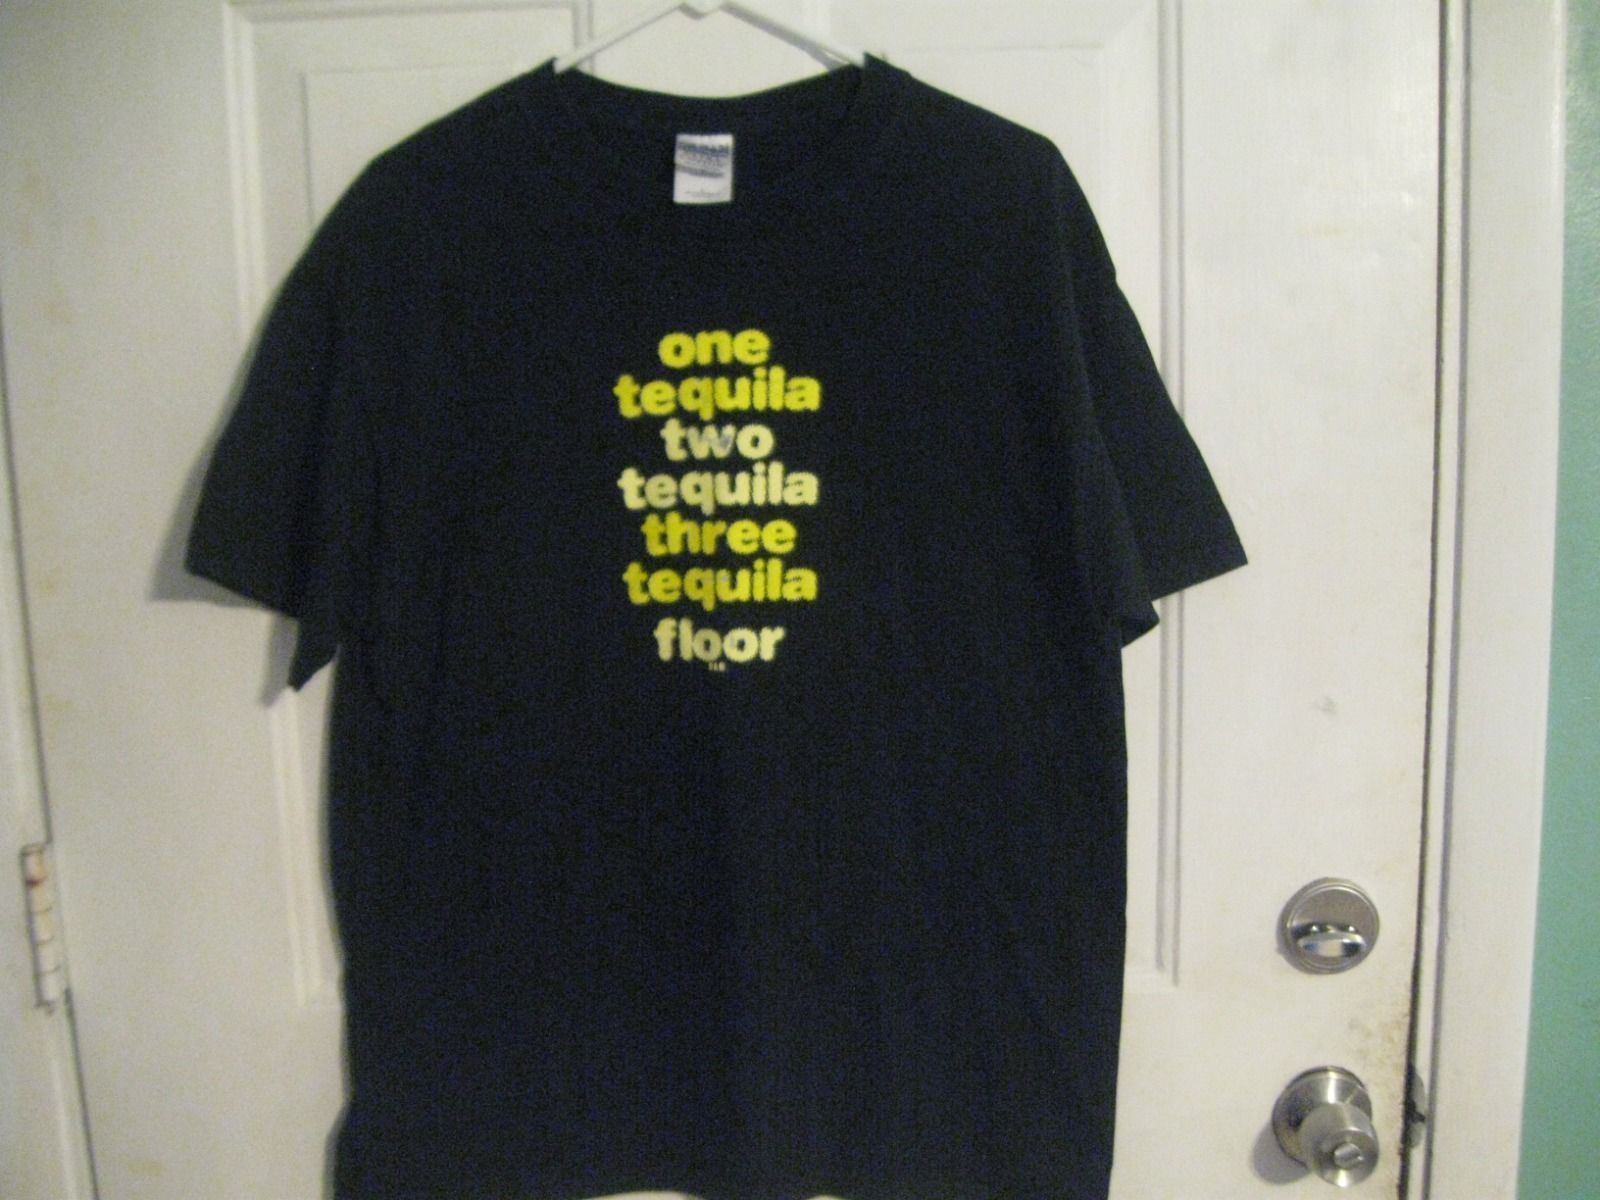 one
tequila
two
tequila
three
tequila
floor